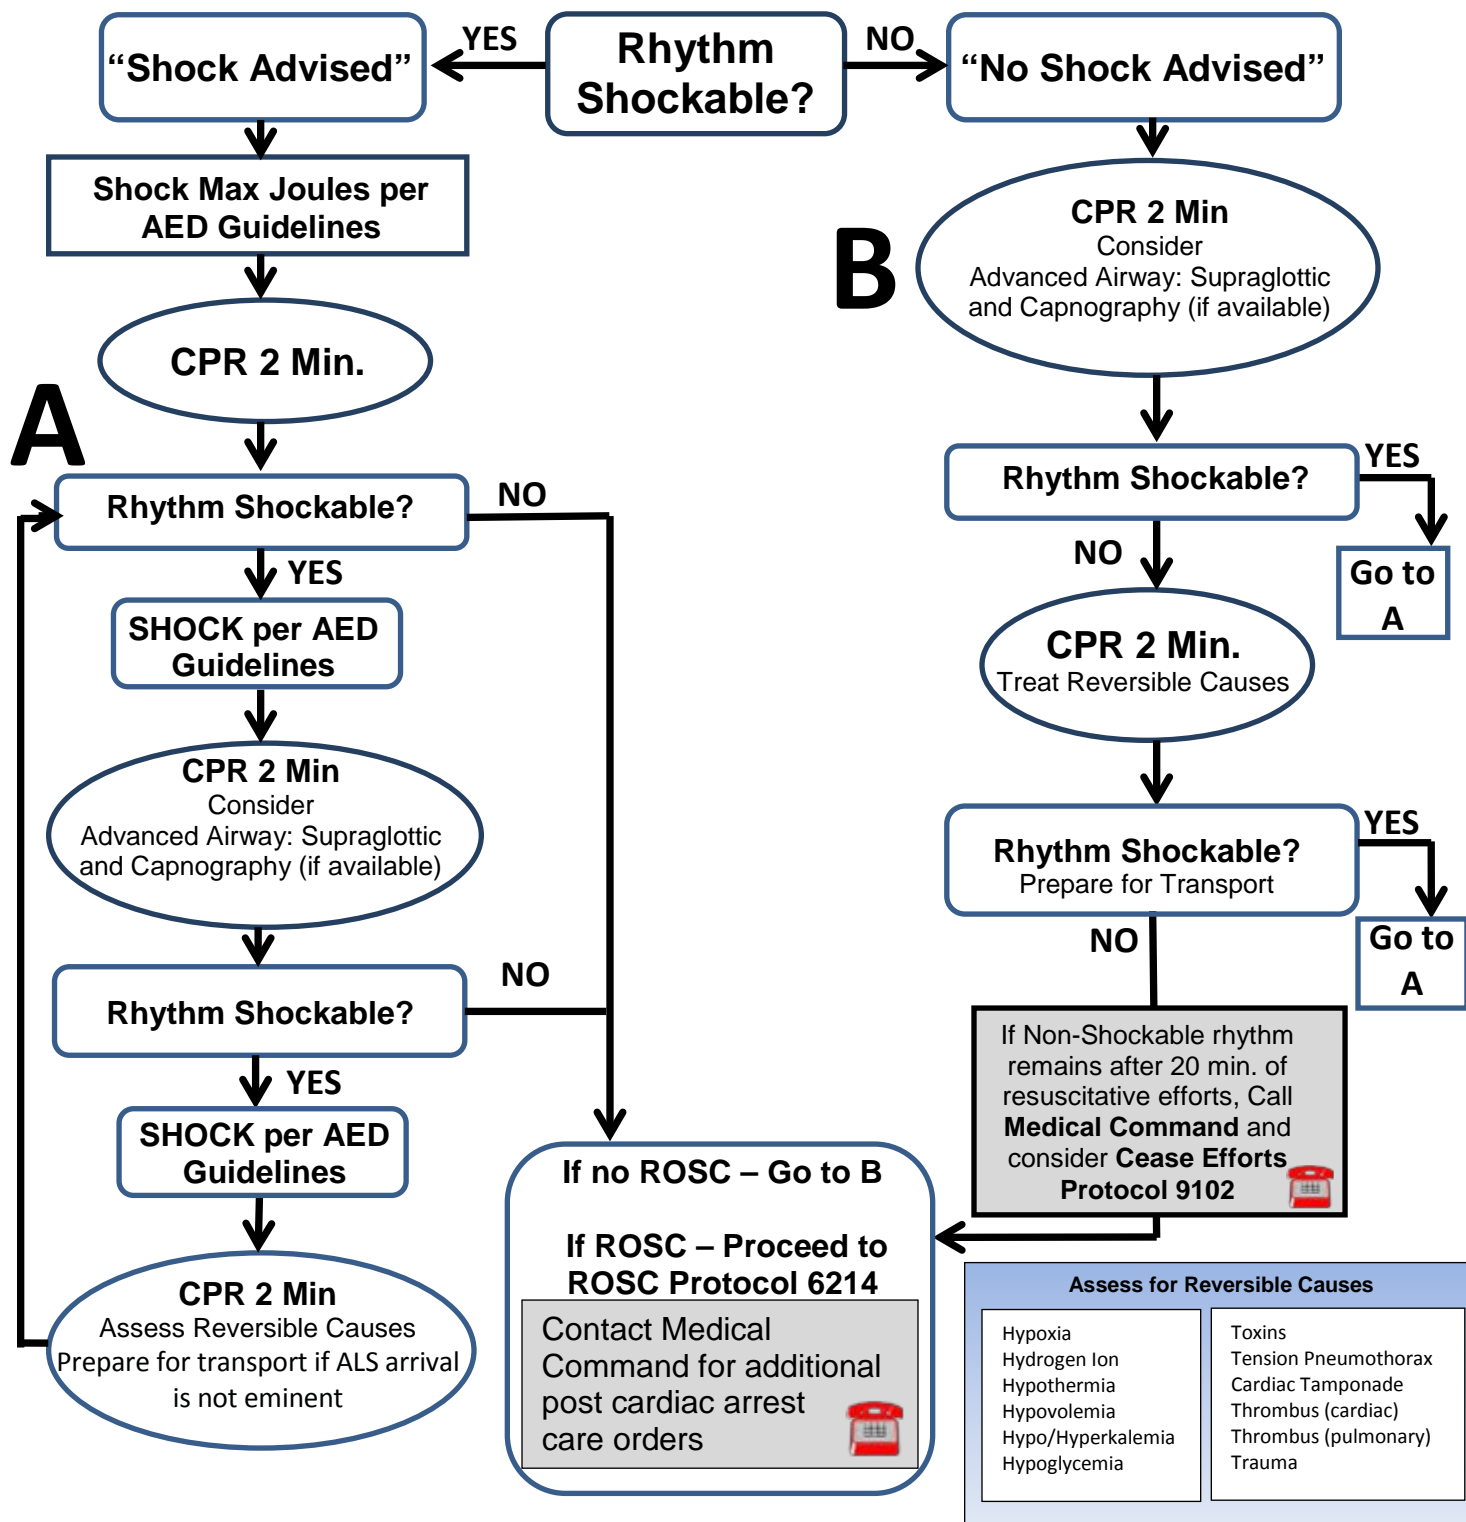 Rhythm
Shockable?
YES
NO
“Shock Advised”
Shock Max Joules per
AED Guidelines
CPR 2 Min.
A
Rhythm Shockable?
NO
YES
SHOCK per AED
Guidelines
CPR 2 Min
Consider
Advanced Airway: Supraglottic
and Capnography (if available)
Rhythm Shockable?
NO
YES
SHOCK per AED
Guidelines
CPR 2 Min
Assess Reversible Causes
Prepare for transport if ALS arrival
is not eminent
“No Shock Advised”
B
CPR 2 Min
Consider
Advanced Airway: Supraglottic
and Capnography (if available)
Rhythm Shockable?
YES
Go to
A
NO
CPR 2 Min.
Treat Reversible Causes
Rhythm Shockable?
Prepare for Transport
YES
Go to
A
NO
If Non-Shockable rhythm
remains after 20 min. of
resuscitative efforts, Call
Medical Command and
consider Cease Efforts
Protocol 9102
If no ROSC – Go to B
If ROSC – Proceed to
ROSC Protocol 6214
Contact Medical
Command for additional
post cardiac arrest
care orders
Assess for Reversible Causes
Hypoxia
Hydrogen Ion
Hypothermia
Hypovolemia
Hypo/Hyperkalemia
Hypoglycemia
Toxins
Tension Pneumothorax
Cardiac Tamponade
Thrombus (cardiac)
Thrombus (pulmonary)
Trauma